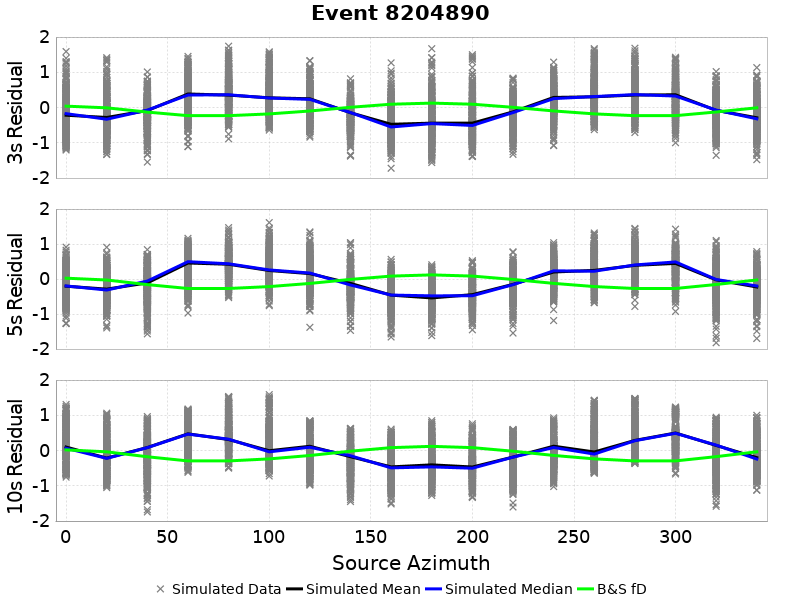 Event 8204890
3s Residual
2
1
0
-1
-2
5s Residual
2
1
0
-1
-2
10s Residual
2
1
0
-1
-2
0 50 100 150 200 250 300
Source Azimuth
Simulated Data Simulated Mean Simulated Median B&S fD